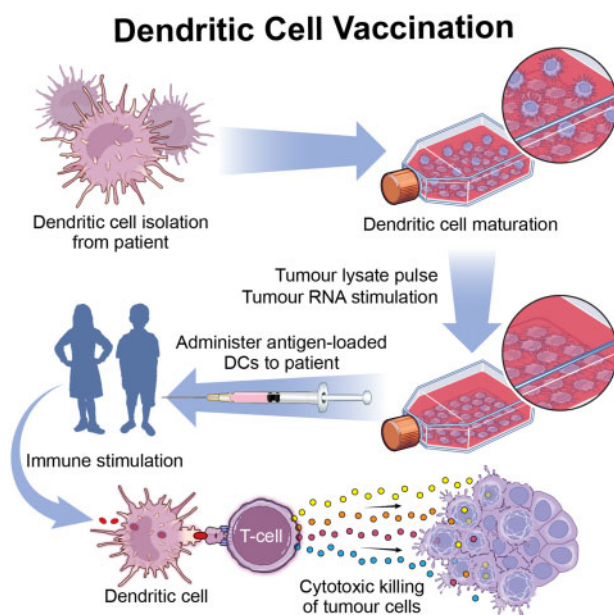 Dendritic Cell Vaccination
Dendritic cell isolation
from patient
Dendritic cell maturation
Tumour lysate pulse
Tumour RNA stimulation
Administer antigen-loaded
DCs to patient
Immune stimulation
T-cell
Dendritic cell
Cytotoxic killing
of tumour cells